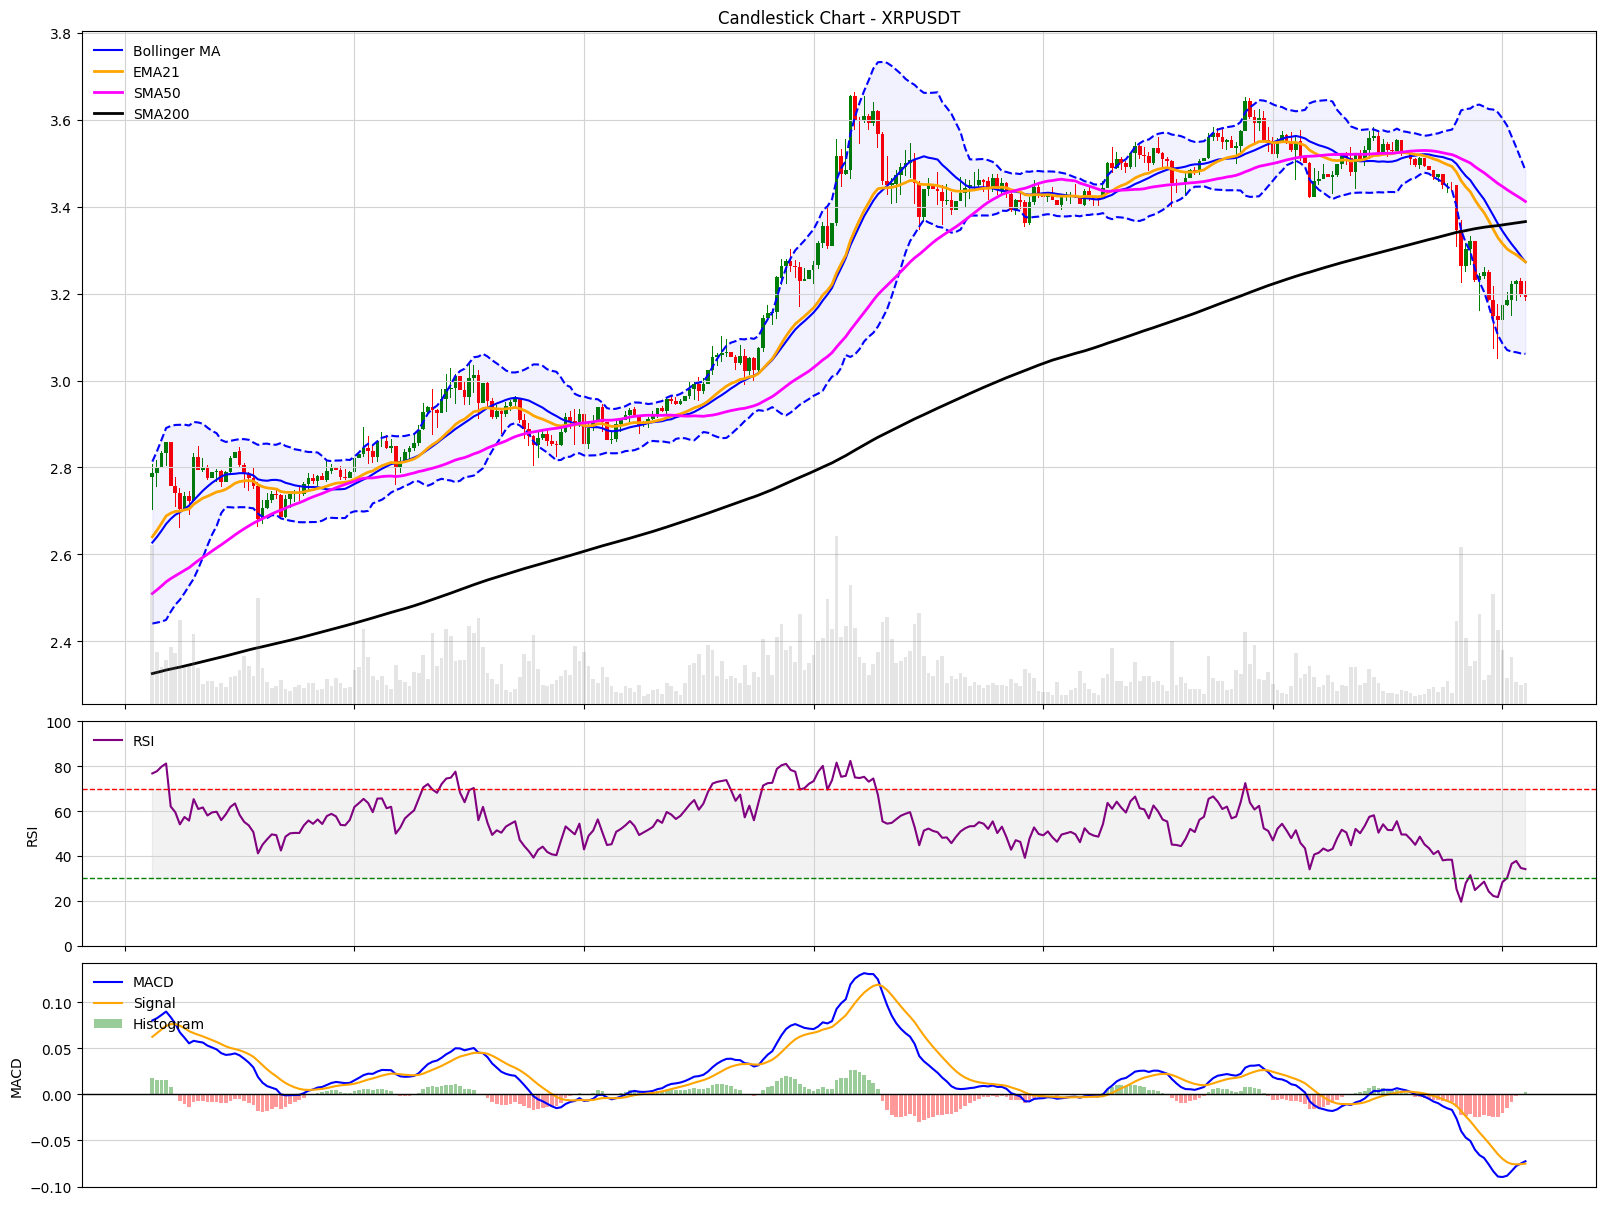 Candlestick Chart - XRPUSDT
3.8
3.6
3.4
3.2
3.0
2.8
2.6
2.4
Bollinger MA
EMA21
SMA50
SMA200
100
80
60
40
20
0
RSI
RSI
0.10
0.05
0.00
−0.05
−0.10
MACD
MACD
Signal
Histogram